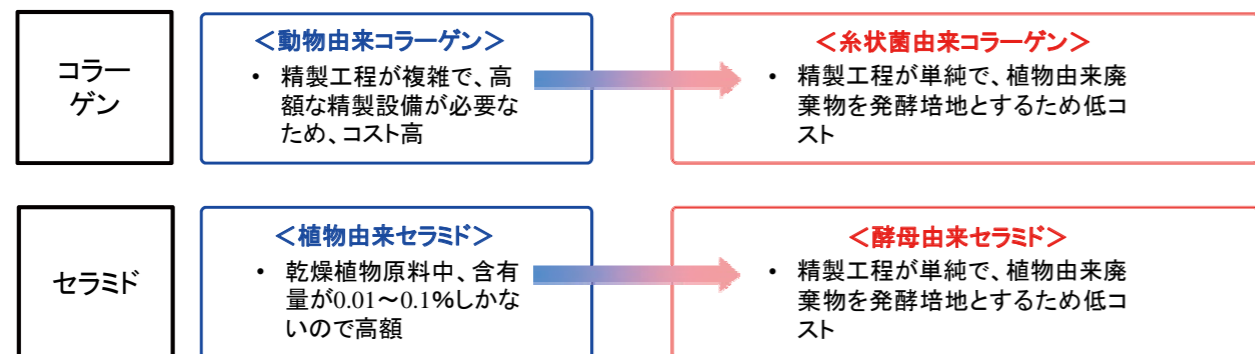 コラー
ゲン
＜動物由来コラーゲン＞
• 精製工程が複雑で、高
額な精製設備が必要な
ため、コスト高
＜糸状菌由来コラーゲン＞
• 精製工程が単純で、植物由来廃
棄物を発酵培地とするため低コ
スト
セラミド
＜植物由来セラミド＞
• 乾燥植物原料中、含有
量が0.01～0.1%しかな
いので高額
＜酵母由来セラミド＞
• 精製工程が単純で、植物由来廃
棄物を発酵培地とするため低コ
スト